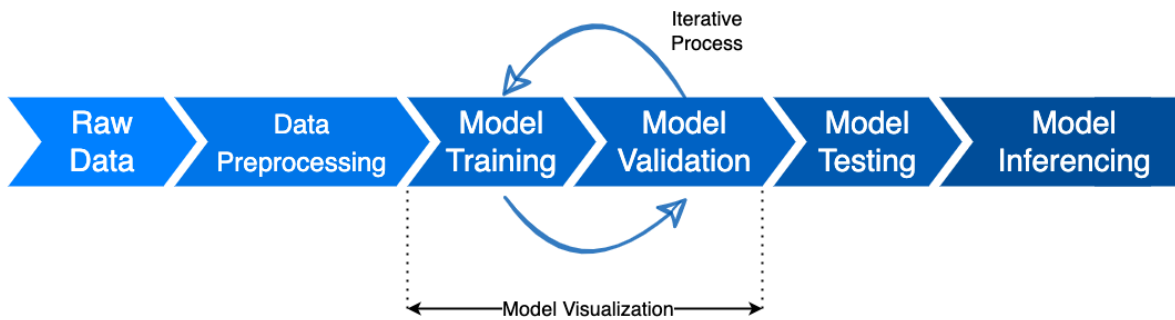 Iterative
Process
Raw
Data
Data
Preprocessing
Model
Training
Model
Validation
Model
Testing
Model
Inferencing
Model Visualization